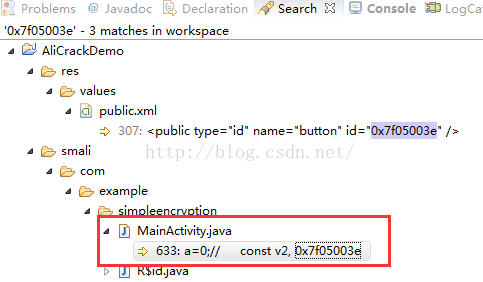 @ Javadoc Declaration Search Console LogCa
'0x7f05003e' - 3 matches in workspace
AliCrackDemo
res
values
public.xml
307: <public type="id" name="button" id="0x7f05003e" />
http://blog.csdn.net/
smali
com
example
simpleencryption
MainActivity.java
633: a=0;// const v2, 0x7f05003e
R$id.java